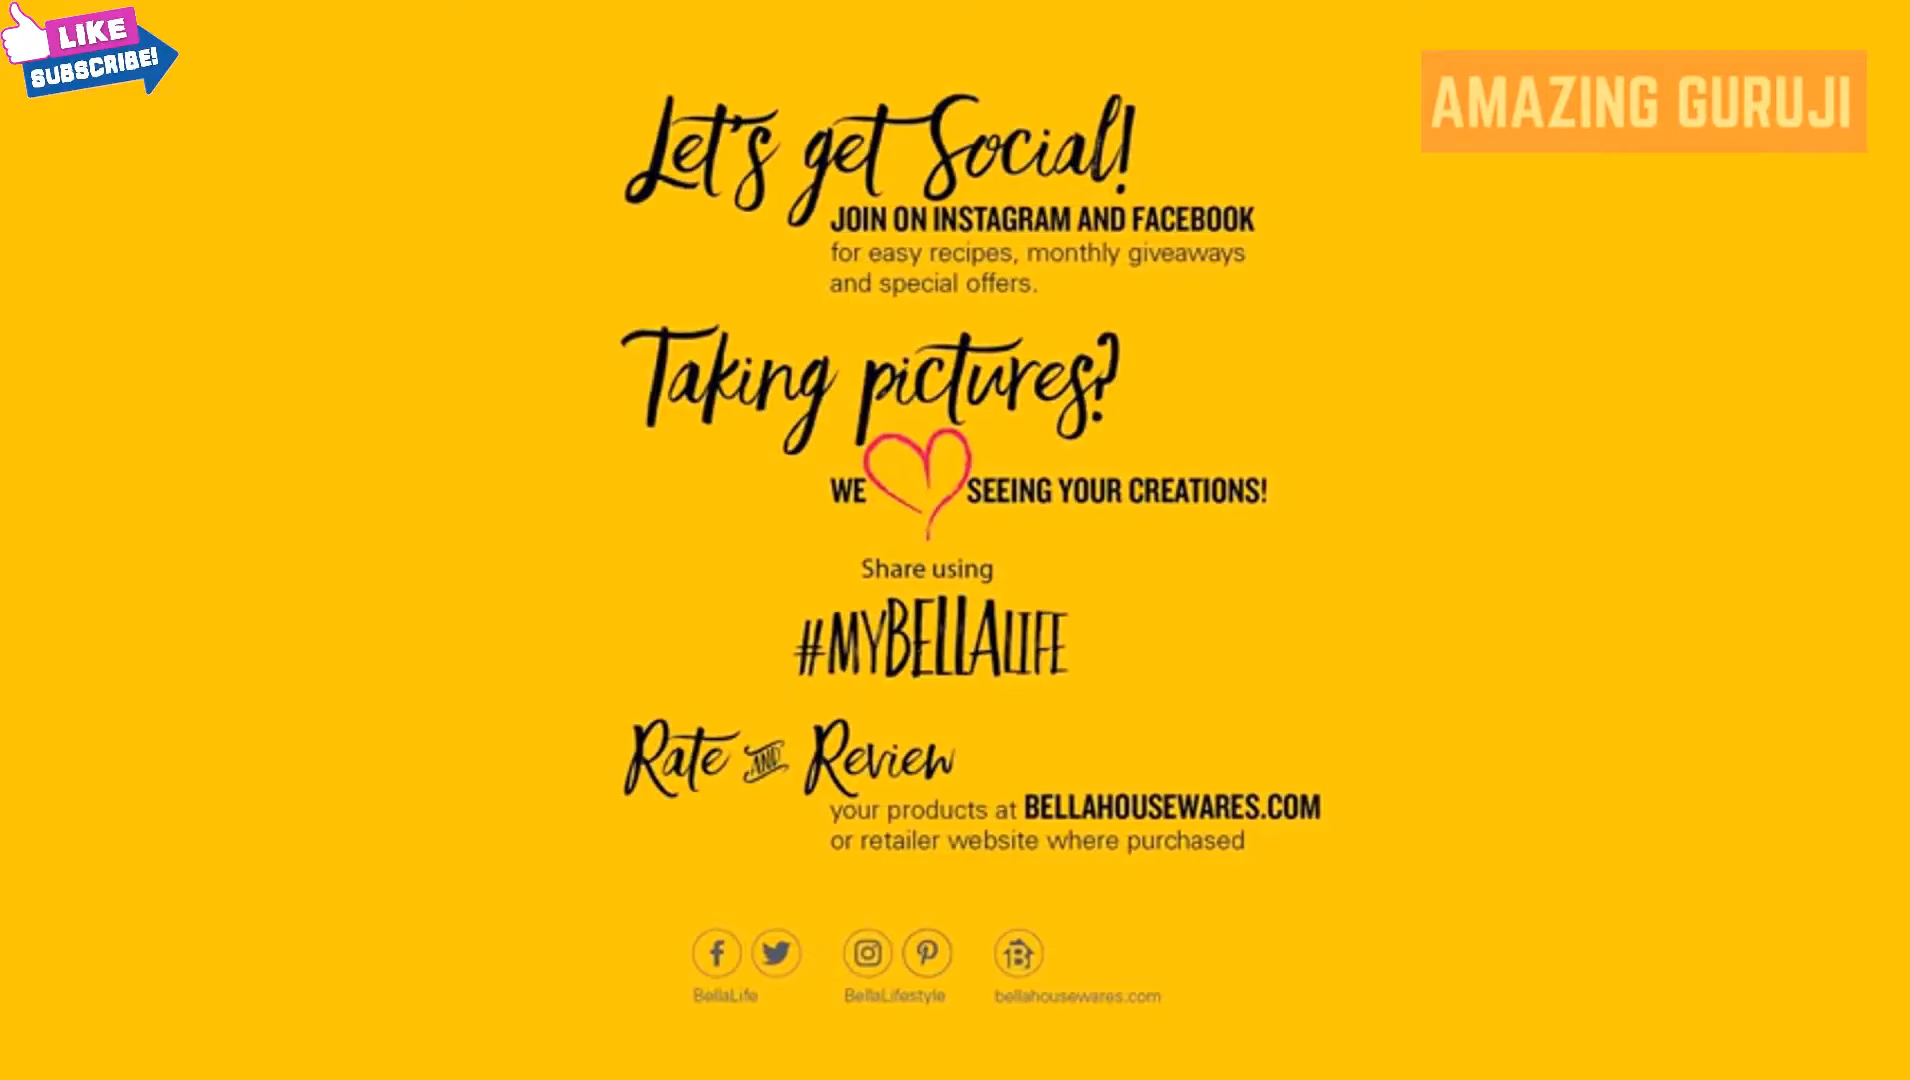 LIKE
SUBSCRIBE!
AMAZING GURUJI
Let's get Social!
JOIN ON INSTAGRAM AND FACEBOOK
for easy recipes, monthly giveaways
and special offers.
Taking pictures?
WE SEEING YOUR CREATIONS!
Share using
#MYBELLALIFE
Rate AND Review
your products at BELLAHOUSEWARES.COM
or retailer website where purchased
BellaLife BellaLifestyle bellahousewares.com